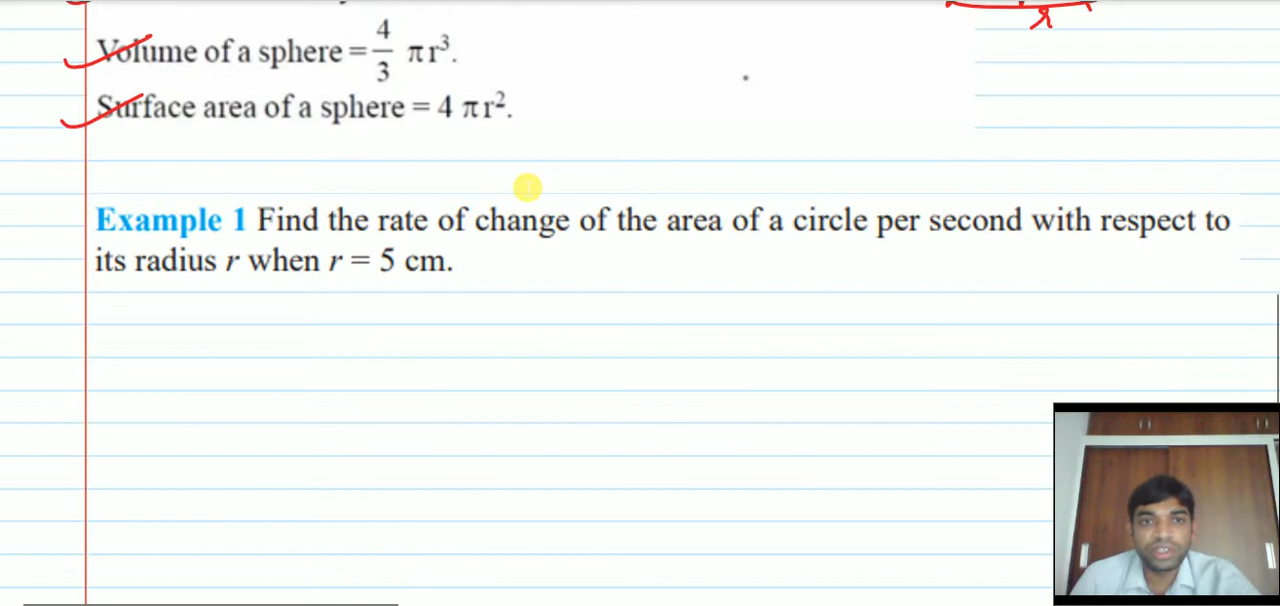 Volume of a sphere = 4/3 πr³.
Surface area of a sphere = 4 πr².
Example 1 Find the rate of change of the area of a circle per second with respect to
its radius r when r = 5 cm.